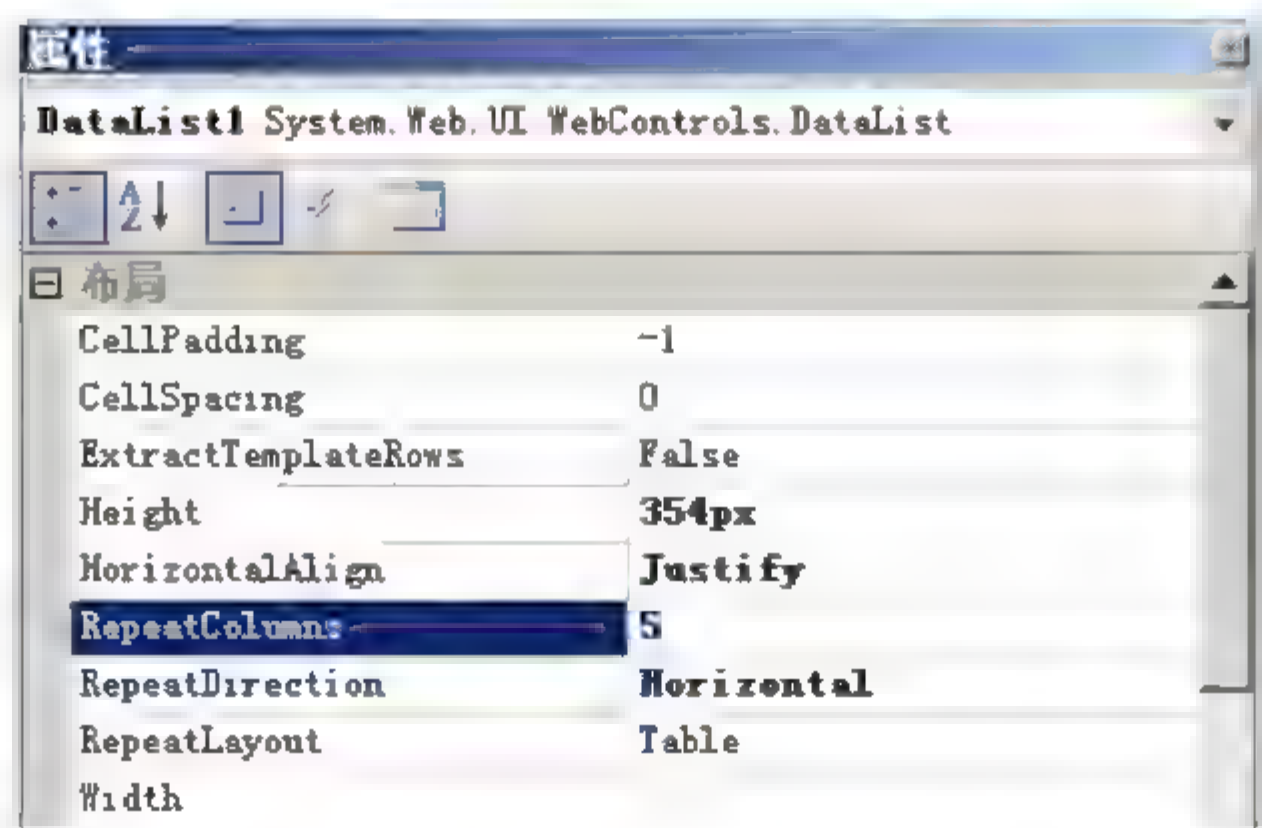 属性
DataList1 System.Web.UI WebControls.DataList
布局
CellPadding -1
CellSpacing 0
ExtractTemplateRows False
Height 354px
HorizontalAlign Justify
RepeatColumns 5
RepeatDirection Horizontal
RepeatLayout Table
Width